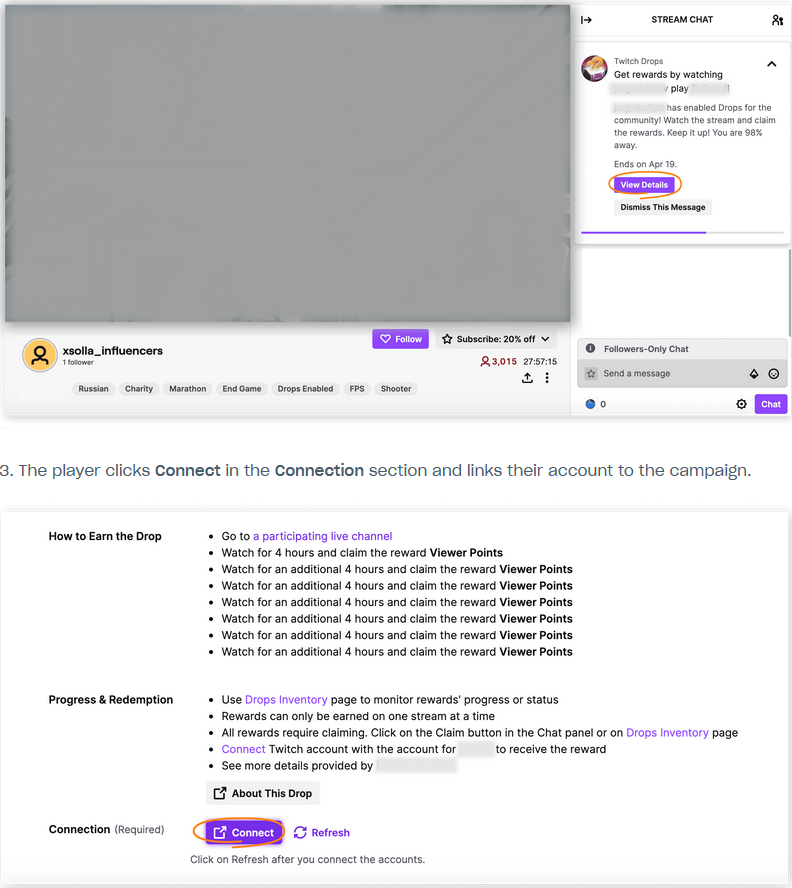 STREAM CHAT
Twitch Drops
Get rewards by watching
play !
has enabled Drops for the
community! Watch the stream and claim
the rewards. Keep it up! You are 98%
away.
Ends on Apr 19.
View Details
Dismiss This Message
xsolla_influencers
1 follower
Follow
Subscribe: 20% off
3,015 27:57:15
Russian Charity Marathon End Game Drops Enabled FPS Shooter
Followers-Only Chat
Send a message
0
Chat
3. The player clicks Connect in the Connection section and links their account to the campaign.
How to Earn the Drop
• Go to a participating live channel
• Watch for 4 hours and claim the reward Viewer Points
• Watch for an additional 4 hours and claim the reward Viewer Points
• Watch for an additional 4 hours and claim the reward Viewer Points
• Watch for an additional 4 hours and claim the reward Viewer Points
• Watch for an additional 4 hours and claim the reward Viewer Points
• Watch for an additional 4 hours and claim the reward Viewer Points
• Watch for an additional 4 hours and claim the reward Viewer Points
Progress & Redemption
• Use Drops Inventory page to monitor rewards' progress or status
• Rewards can only be earned on one stream at a time
• All rewards require claiming. Click on the Claim button in the Chat panel or on Drops Inventory page
• Connect Twitch account with the account for to receive the reward
• See more details provided by
About This Drop
Connection (Required)
Connect Refresh
Click on Refresh after you connect the accounts.